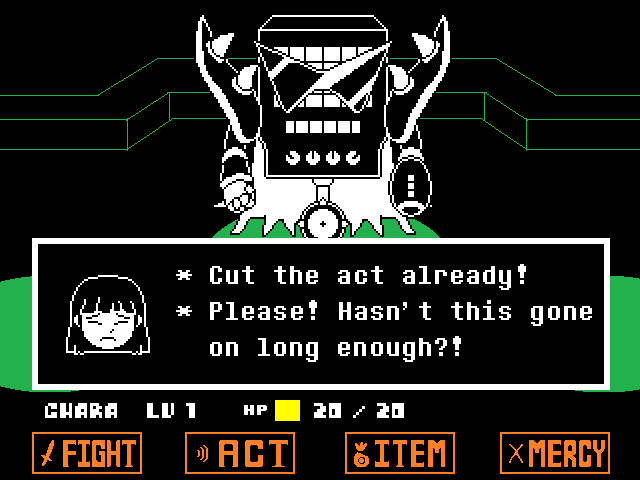 * Cut the act already!
* Please! Hasn't this gone
on long enough?!
CHARA LV 1 HP 20 / 20
FIGHT ACT ITEM MERCY